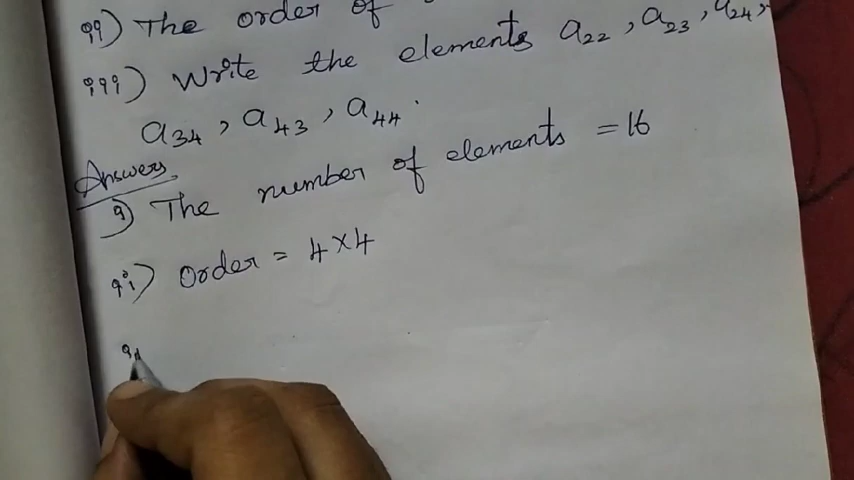 ii) The order of
iii) Write the elements a₂₂, a₂₃, a₂₄,
a₃₄, a₄₃, a₄₄.
Answers
i) The number of elements = 16
ii) Order = 4×4